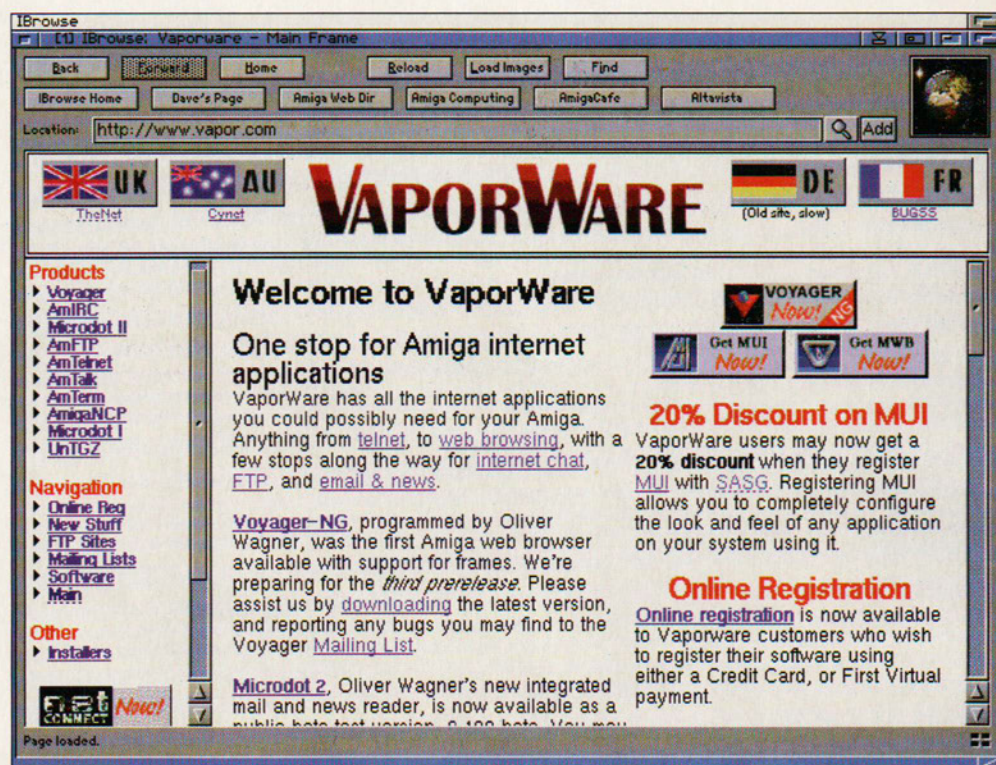 IBrowse
[1] IBrowse: Vaporware - Main Frame
Back Forward Home Reload Load Images Find
IBrowse Home Dave's Page Amiga Web Dir Amiga Computing AmigaCafe Altavista
Location: http://www.vapor.com Add
UK AU VAPORWARE DE FR
TheNet Cynet (Old site, slow) BUGSS
Products
Voyager
AmIRC
Microdot II
AmFTP
AmTelnet
AmTalk
AmTerm
AmigaNCP
Microdot I
UnTGZ
Navigation
Online Reg
New Stuff
FTP Sites
Mailing Lists
Software
Main
Other
Installers
net CONNECT Now!
Welcome to VaporWare
One stop for Amiga internet
applications
VaporWare has all the internet applications
you could possibly need for your Amiga.
Anything from telnet, to web browsing, with a
few stops along the way for internet chat,
FTP, and email & news.
Voyager-NG, programmed by Oliver
Wagner, was the first Amiga web browser
available with support for frames. We're
preparing for the third prerelease. Please
assist us by downloading the latest version,
and reporting any bugs you may find to the
Voyager Mailing List.
Microdot 2, Oliver Wagner's new integrated
mail and news reader, is now available as a
public beta test version, beta. You may
VOYAGER Now! NG
Get MUI Now!
Get MWB Now!
20% Discount on MUI
VaporWare users may now get a
20% discount when they register
MUI with SASG. Registering MUI
allows you to completely configure
the look and feel of any application
on your system using it.
Online Registration
Online registration is now available
to Vaporware customers who wish
to register their software using
either a Credit Card, or First Virtual
payment.
Page loaded.